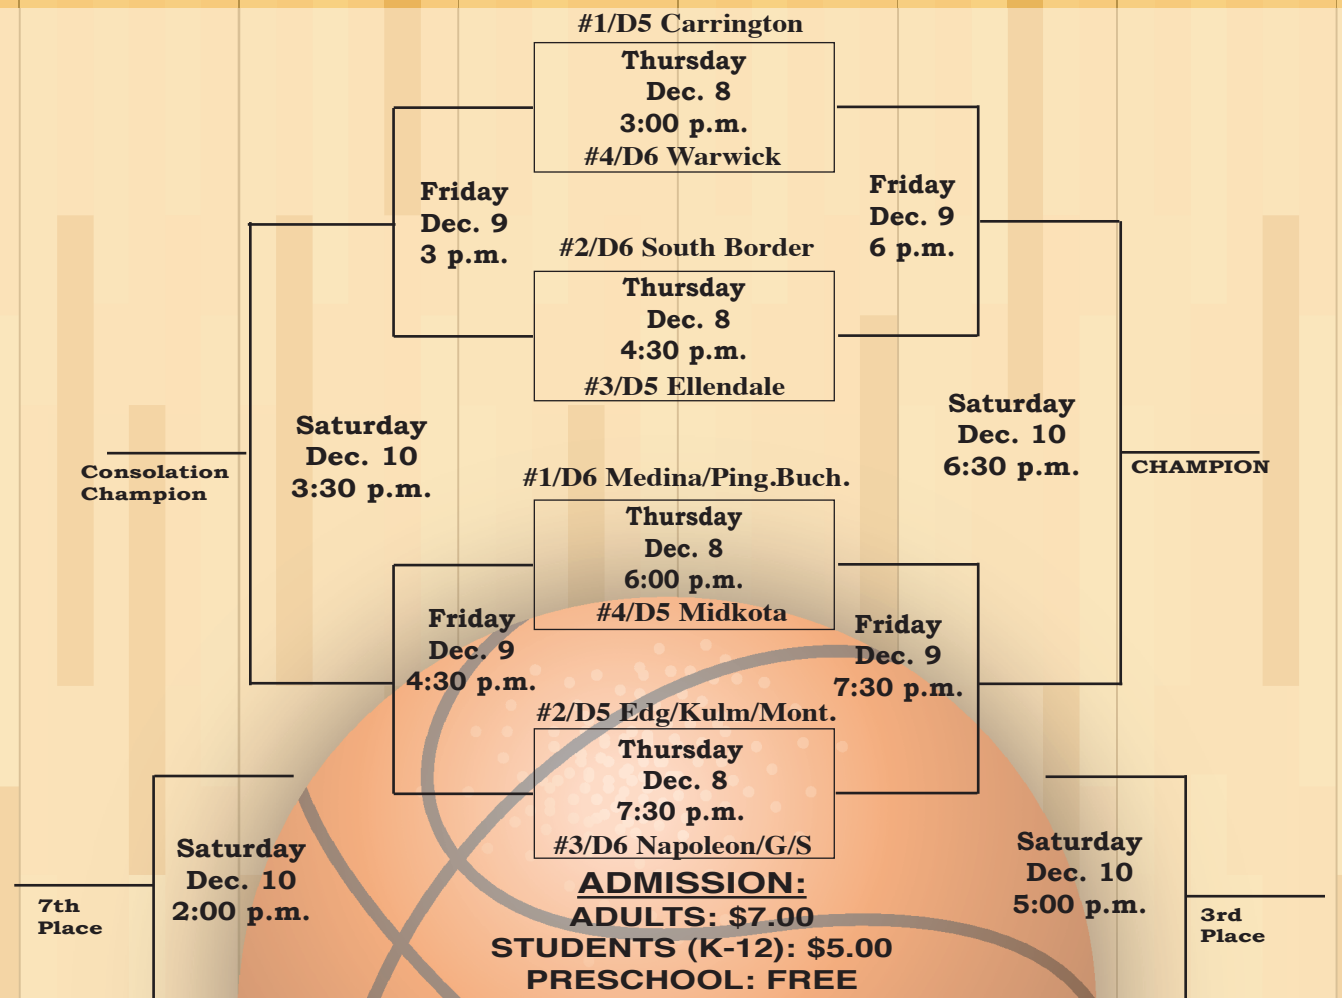 #1/D5 Carrington
Thursday
Dec. 8
3:00 p.m.
#4/D6 Warwick
Friday
Dec. 9
3 p.m.
Friday
Dec. 9
6 p.m.
#2/D6 South Border
Thursday
Dec. 8
4:30 p.m.
#3/D5 Ellendale
Saturday
Dec. 10
3:30 p.m.
Consolation
Champion
Saturday
Dec. 10
6:30 p.m.
CHAMPION
#1/D6 Medina/Ping.Buch.
Thursday
Dec. 8
6:00 p.m.
#4/D5 Midkota
Friday
Dec. 9
4:30 p.m.
Friday
Dec. 9
7:30 p.m.
#2/D5 Edg/Kulm/Mont.
Thursday
Dec. 8
7:30 p.m.
#3/D6 Napoleon/G/S
Saturday
Dec. 10
2:00 p.m.
7th
Place
Saturday
Dec. 10
5:00 p.m.
3rd
Place
ADMISSION:
ADULTS: $7.00
STUDENTS (K-12): $5.00
PRESCHOOL: FREE